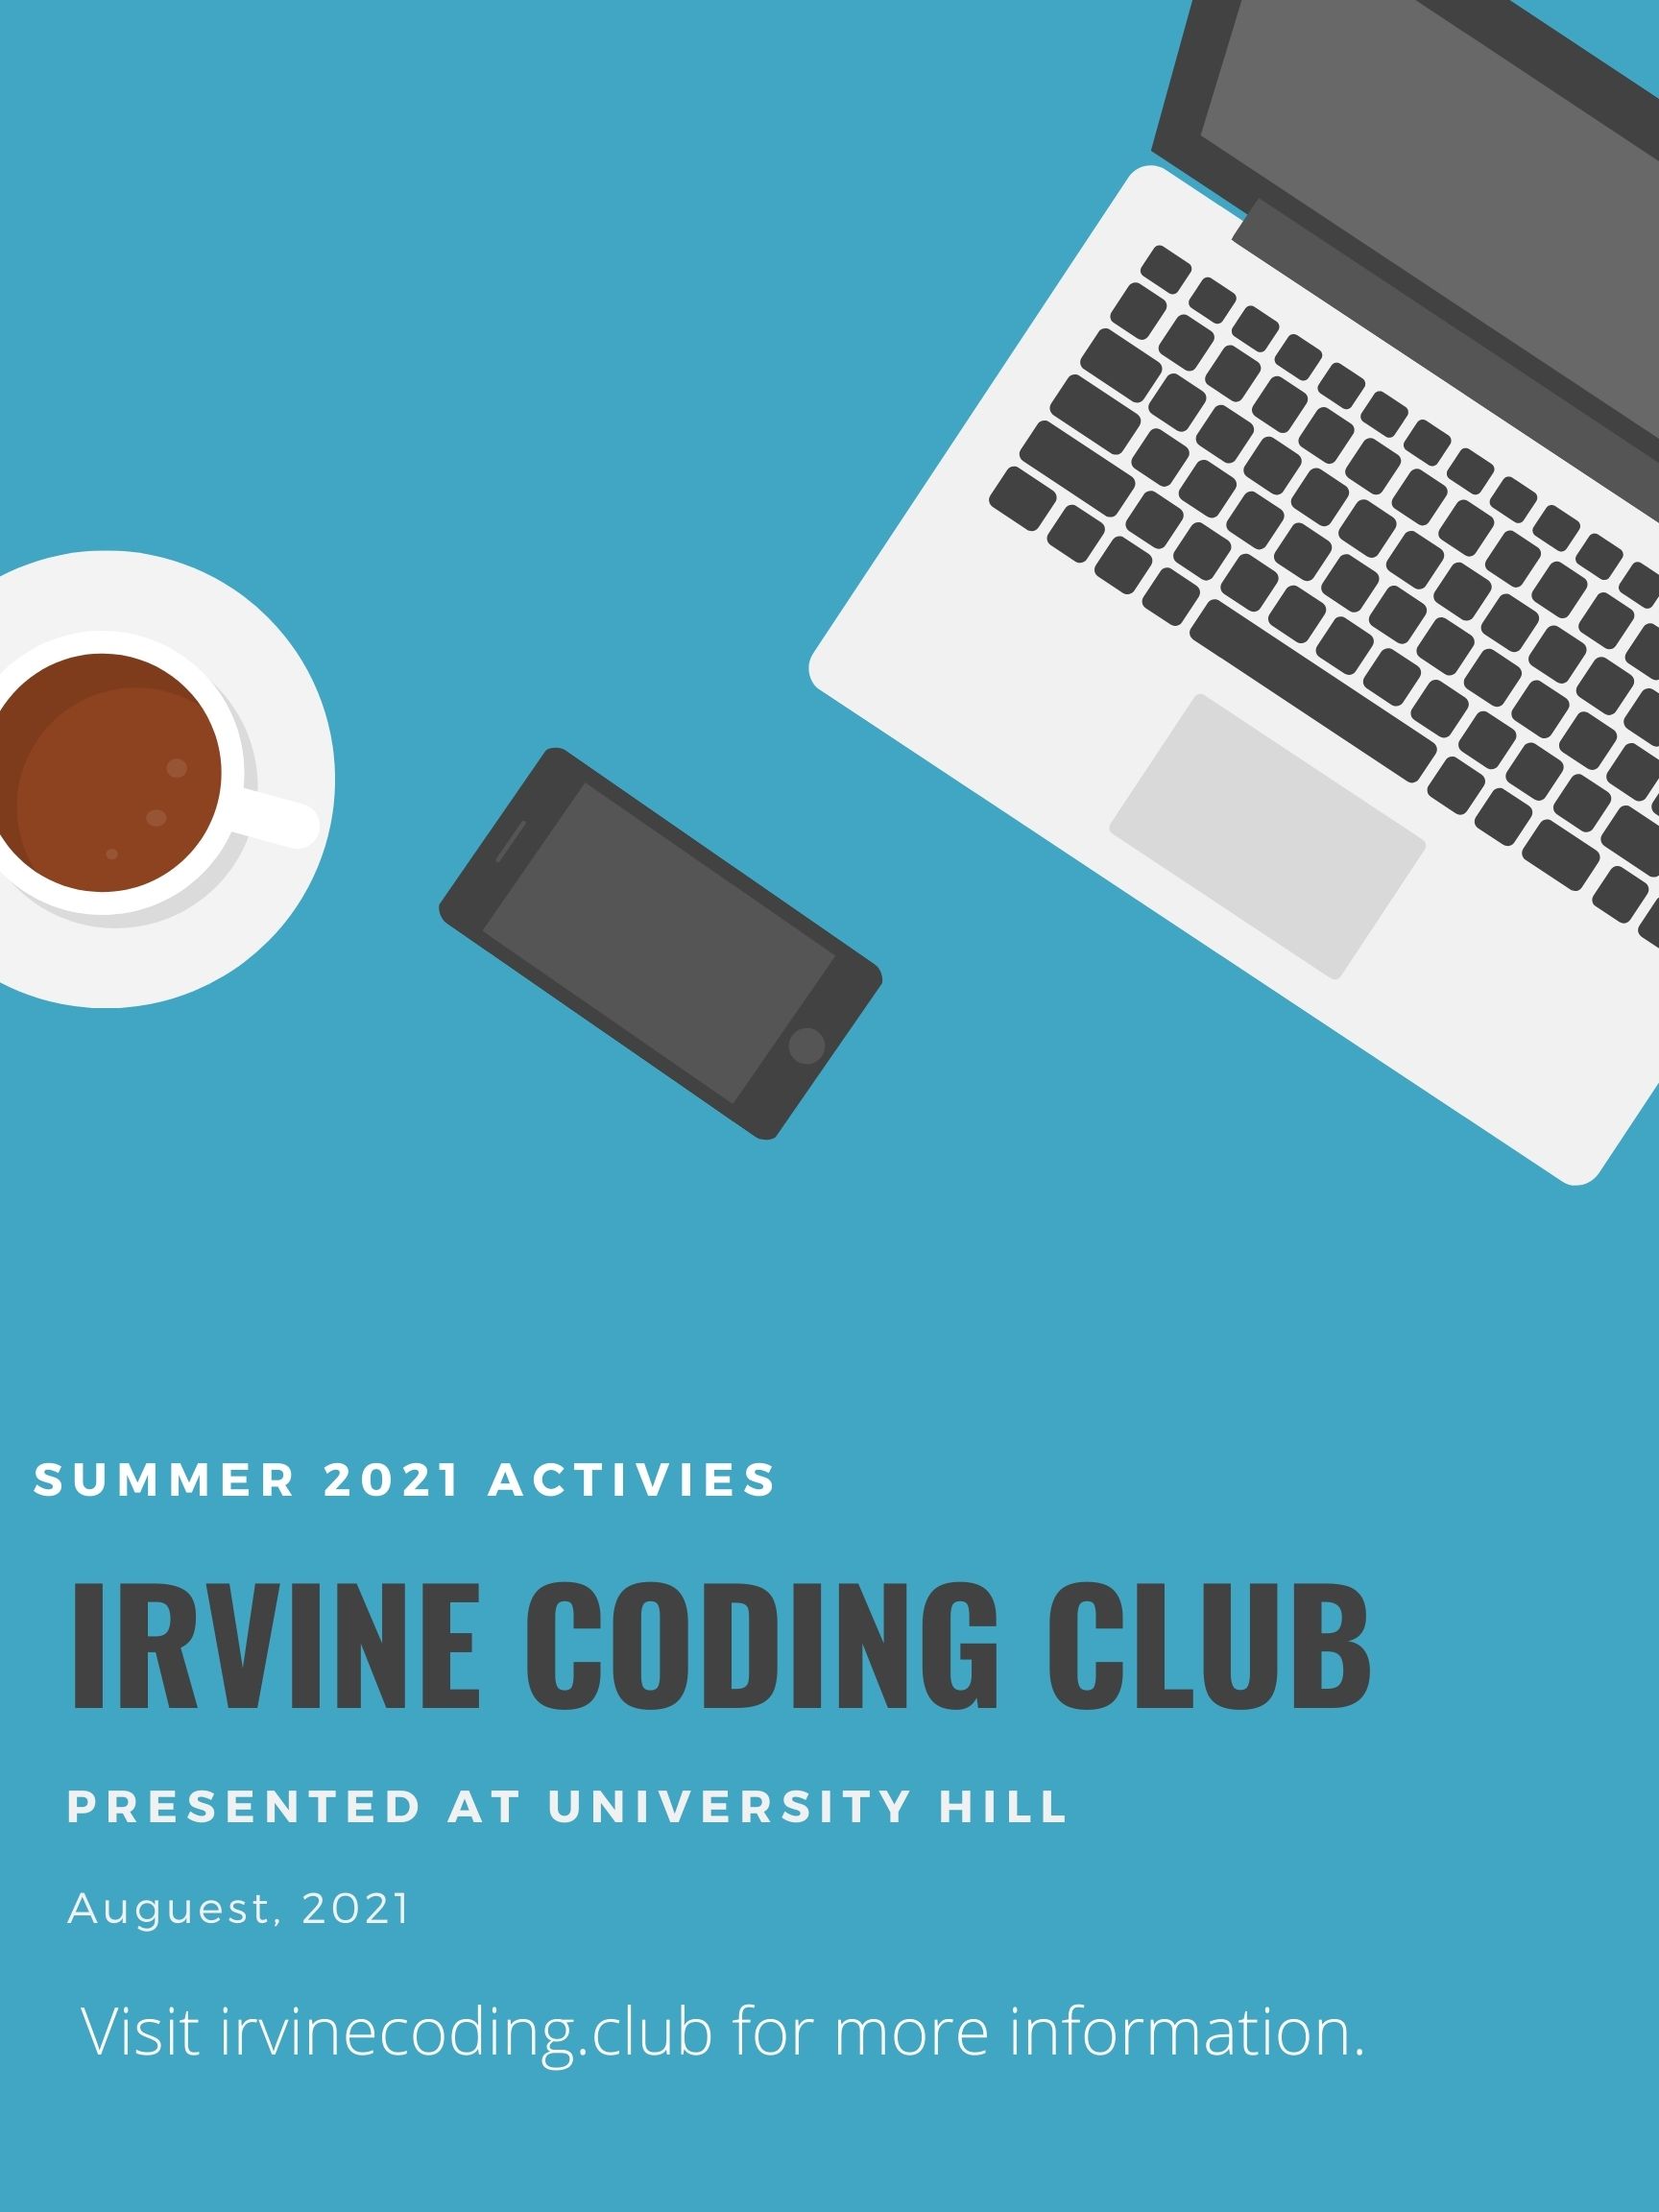 SUMMER 2021 ACTIVIES
IRVINE CODING CLUB
PRESENTED AT UNIVERSITY HILL
Auguest, 2021
Visit irvinecoding.club for more information.